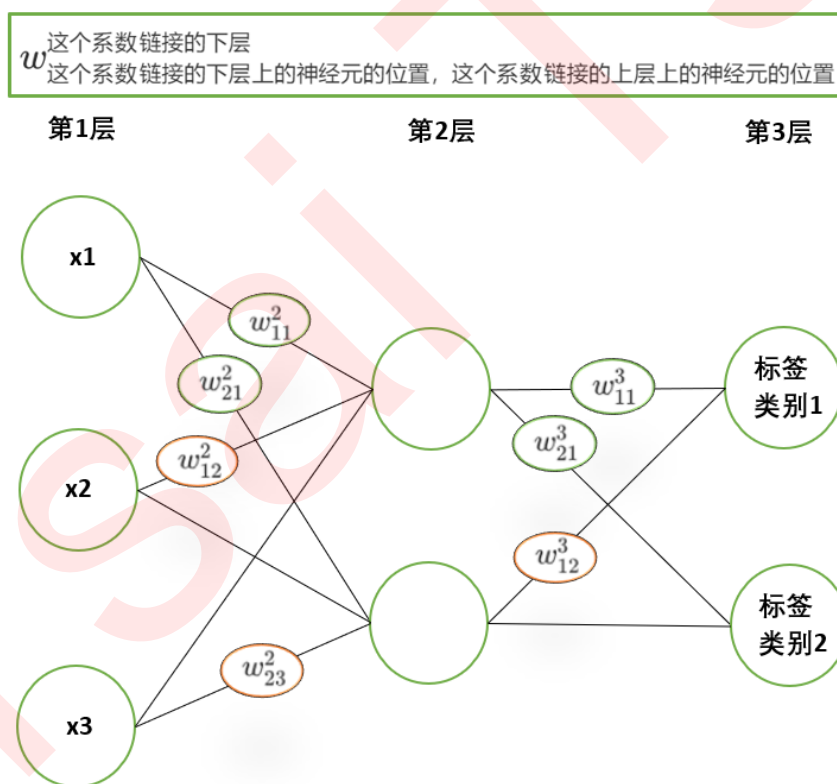 w这个系数链接的下层
这个系数链接的下层上的神经元的位置，这个系数链接的上层上的神经元的位置
第1层 第2层 第3层
x1
w²₁₁
w²₂₁
w³₁₁
标签
类别1
w³₂₁
w²₁₂
x2
w³₁₂
标签
类别2
w²₂₃
x3